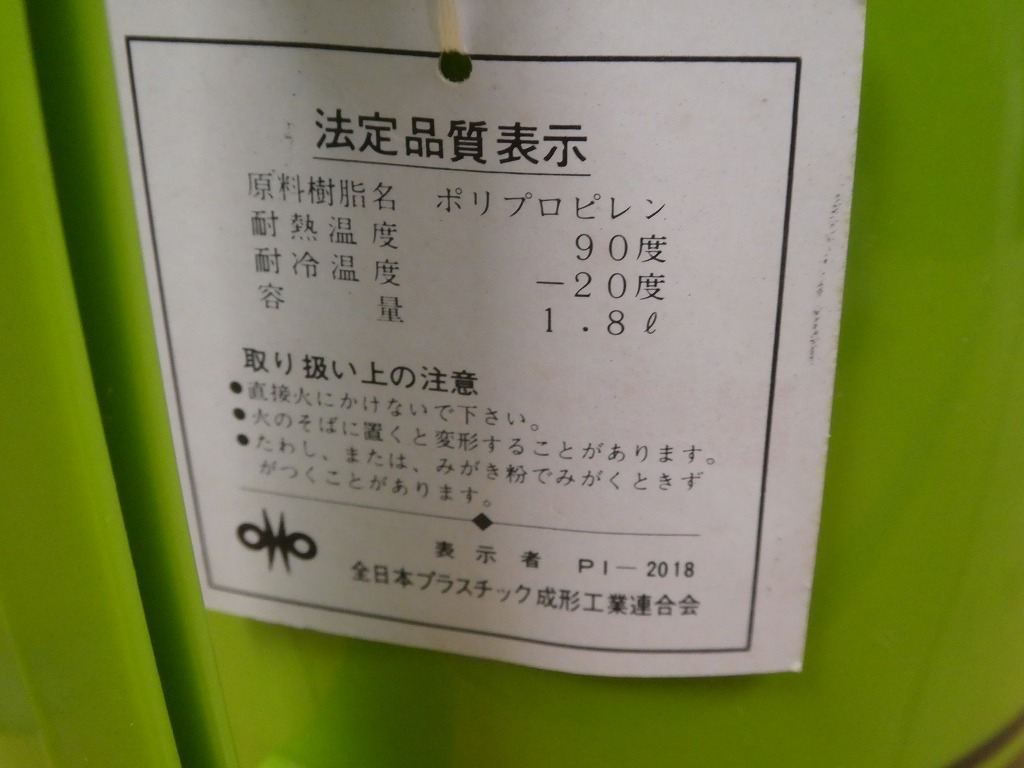 法定品質表示
原料樹脂名 ポリプロピレン
耐熱温度 90度
耐冷温度 －20度
容量 1.8ℓ
取り扱い上の注意
●直接火にかけないで下さい。
●火のそばに置くと変形することがあります。
●たわし、または、みがき粉でみがくときず
がつくことがあります。
表示者 PI－2018
全日本プラスチック成形工業連合会